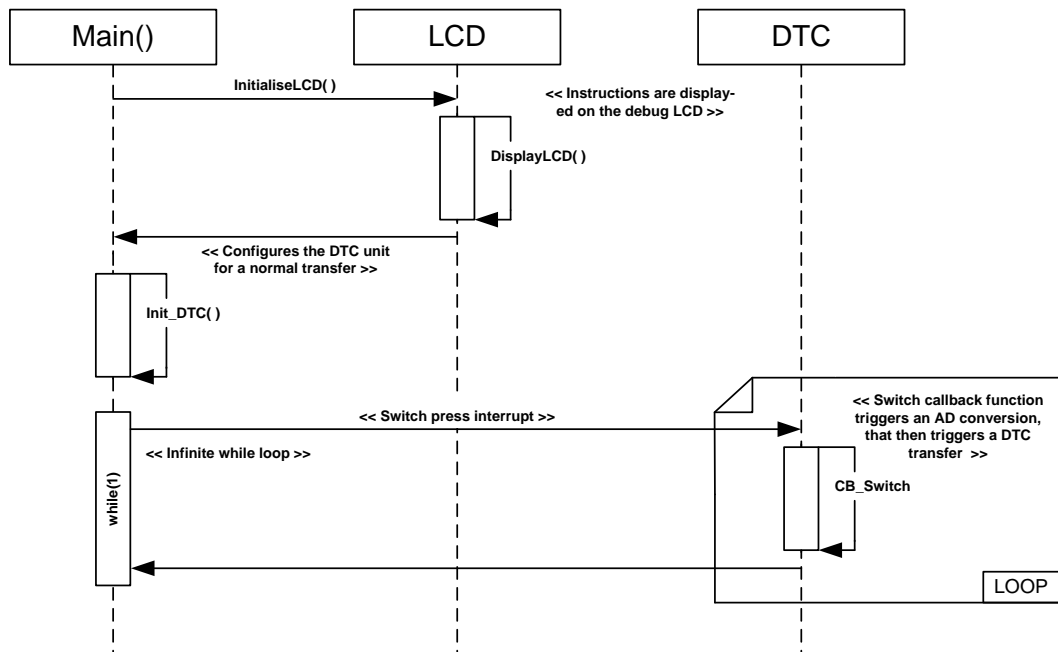 Main()
LCD
DTC
InitialiseLCD( )
<< Instructions are display-
ed on the debug LCD >>
DisplayLCD( )
<< Configures the DTC unit
for a normal transfer >>
Init_DTC( )
<< Switch callback function
triggers an AD conversion,
that then triggers a DTC
transfer >>
<< Switch press interrupt >>
<< Infinite while loop >>
CB_Switch
while(1)
LOOP